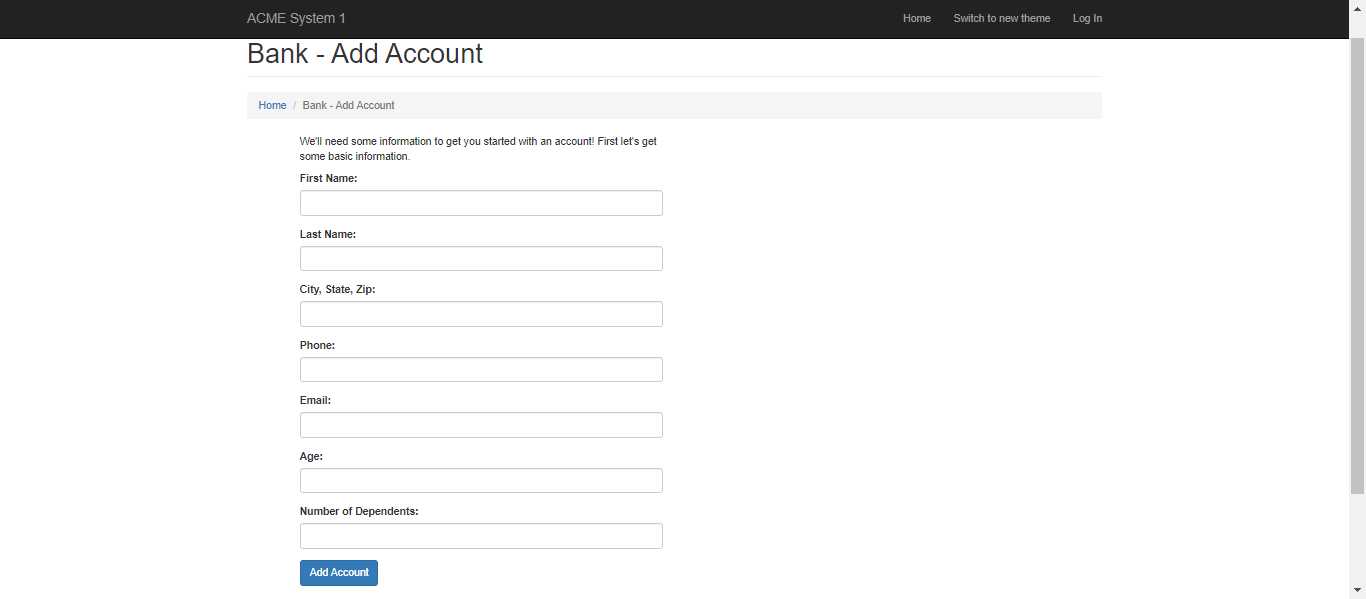 ACME System 1
Home Switch to new theme Log In
Bank - Add Account
Home / Bank - Add Account
We'll need some information to get you started with an account! First let's get
some basic information.
First Name:
Last Name:
City, State, Zip:
Phone:
Email:
Age:
Number of Dependents:
Add Account